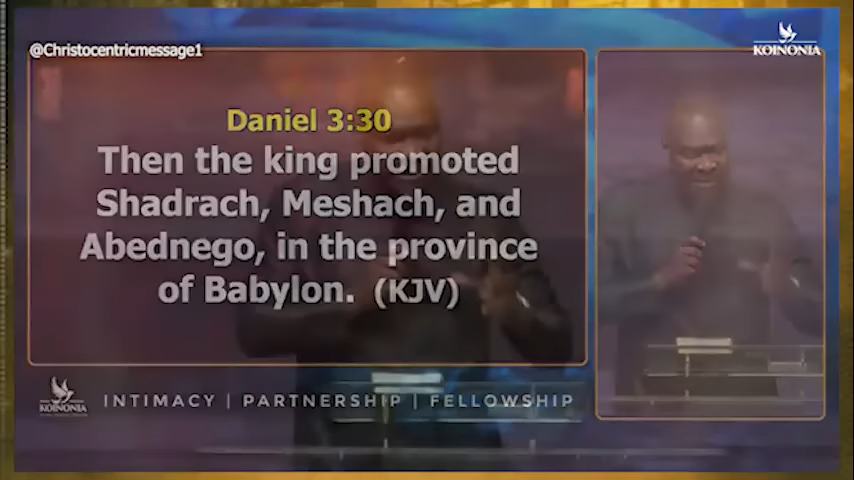 @Christocentricmessage1
KOINONIA
Daniel 3:30
Then the king promoted
Shadrach, Meshach, and
Abednego, in the province
of Babylon. (KJV)
KOINONIA
INTIMACY | PARTNERSHIP | FELLOWSHIP